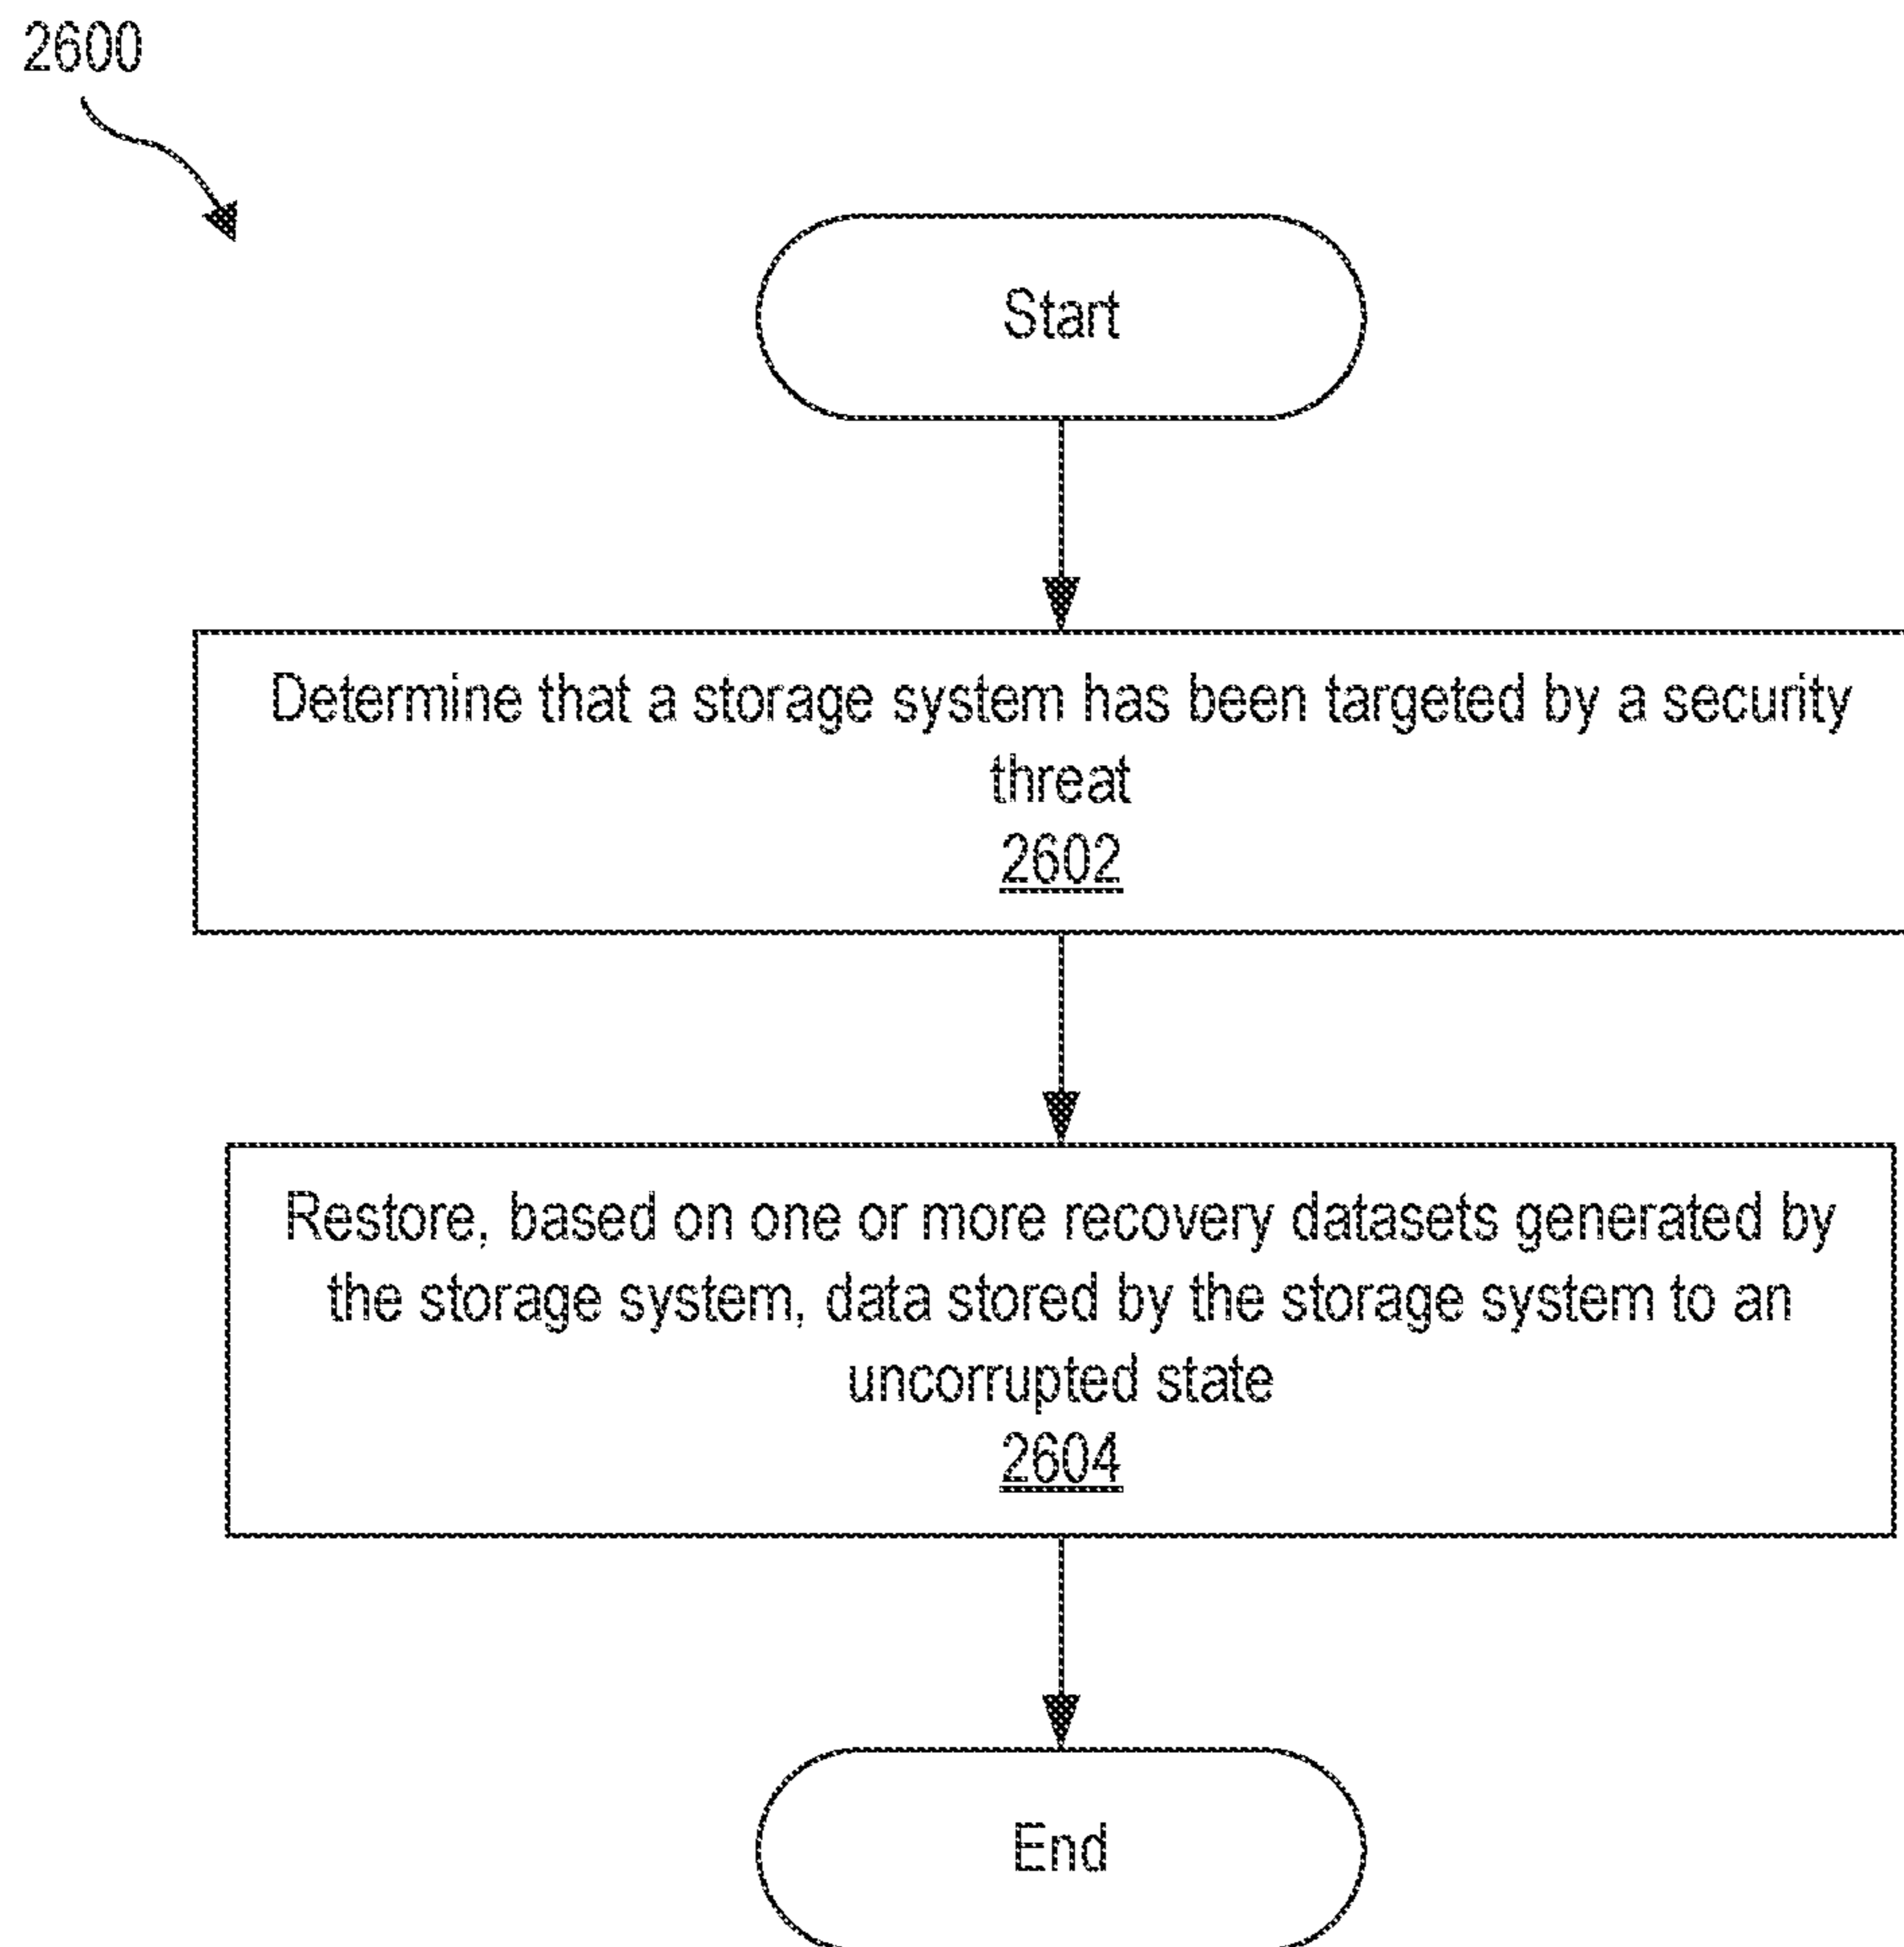 2600
Start
Determine that a storage system has been targeted by a security
threat
2602
Restore, based on one or more recovery datasets generated by
the storage system, data stored by the storage system to an
uncorrupted state
2604
End